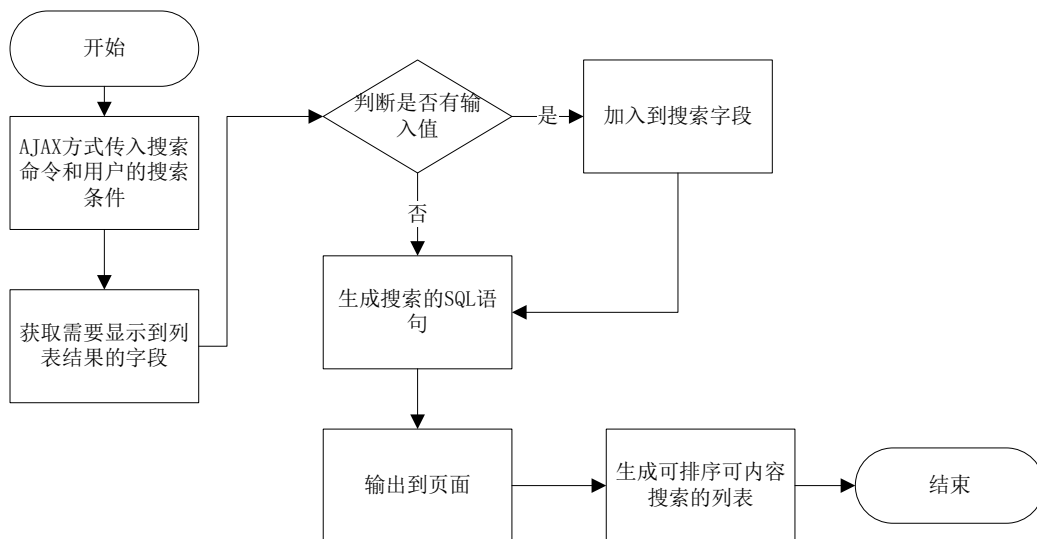 开始
AJAX方式传入搜索
命令和用户的搜索
条件
获取需要显示到列
表结果的字段
判断是否有输
入值
是
加入到搜索字段
否
生成搜索的SQL语
句
输出到页面
生成可排序可内容
搜索的列表
结束